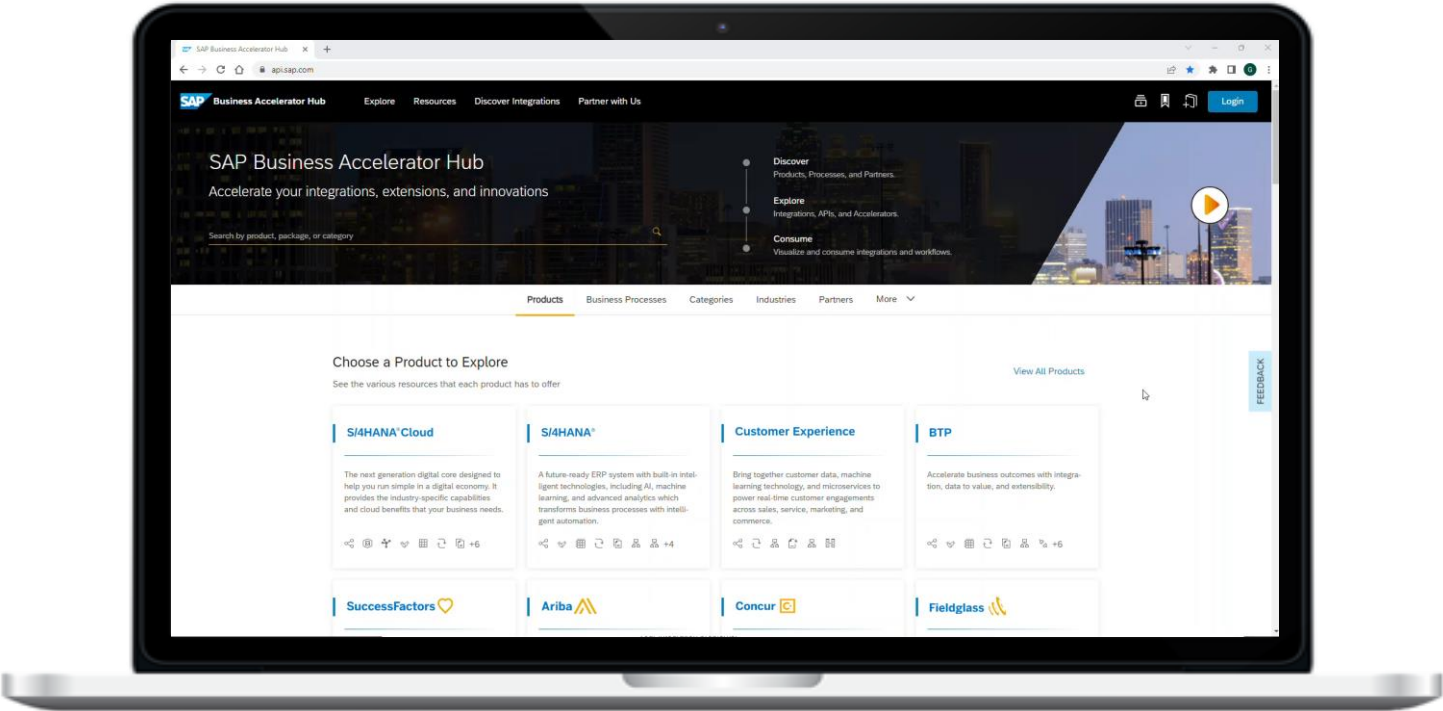 SAP Business Accelerator Hub
api.sap.com
SAP Business Accelerator Hub Explore Resources Discover Integrations Partner with Us Login
SAP Business Accelerator Hub
Accelerate your integrations, extensions, and innovations
Search by product, package, or category
Discover
Products, Processes, and Partners.
Explore
Integrations, APIs, and Accelerators.
Consume
Visualize and consume integrations and workflows.
Products Business Processes Categories Industries Partners More
Choose a Product to Explore
See the various resources that each product has to offer
View All Products
FEEDBACK
S/4HANA® Cloud
The next generation digital core designed to
help you run simple in a digital economy. It
provides the industry-specific capabilities
and cloud benefits that your business needs.
+6
S/4HANA®
A future-ready ERP system with built-in intel-
ligent technologies, including AI, machine
learning, and advanced analytics which
transforms business processes with intelli-
gent automation.
+4
Customer Experience
Bring together customer data, machine
learning technology, and microservices to
power real-time customer engagements
across sales, service, marketing, and
commerce.
BTP
Accelerate business outcomes with integra-
tion, data to value, and extensibility.
+6
SuccessFactors
Ariba
Concur C
Fieldglass